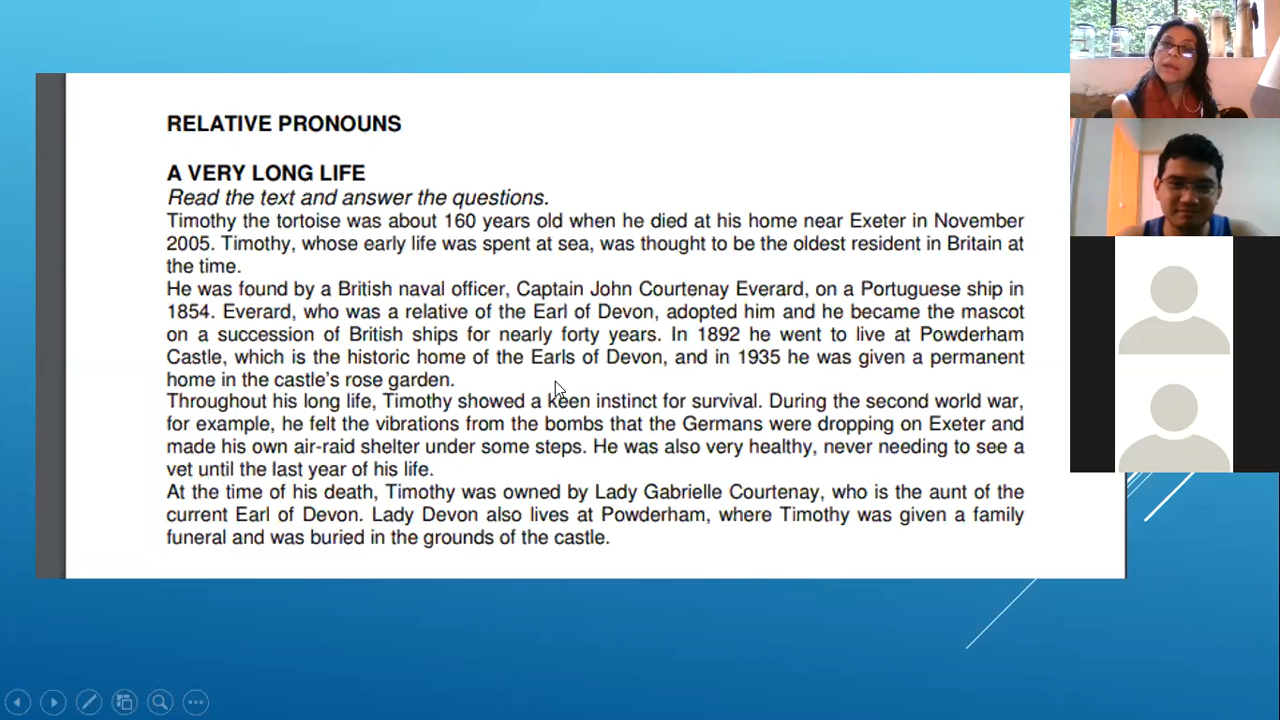 RELATIVE PRONOUNS
A VERY LONG LIFE
Read the text and answer the questions.
Timothy the tortoise was about 160 years old when he died at his home near Exeter in November
2005. Timothy, whose early life was spent at sea, was thought to be the oldest resident in Britain at
the time.
He was found by a British naval officer, Captain John Courtenay Everard, on a Portuguese ship in
1854. Everard, who was a relative of the Earl of Devon, adopted him and he became the mascot
on a succession of British ships for nearly forty years. In 1892 he went to live at Powderham
Castle, which is the historic home of the Earls of Devon, and in 1935 he was given a permanent
home in the castle's rose garden.
Throughout his long life, Timothy showed a keen instinct for survival. During the second world war,
for example, he felt the vibrations from the bombs that the Germans were dropping on Exeter and
made his own air-raid shelter under some steps. He was also very healthy, never needing to see a
vet until the last year of his life.
At the time of his death, Timothy was owned by Lady Gabrielle Courtenay, who is the aunt of the
current Earl of Devon. Lady Devon also lives at Powderham, where Timothy was given a family
funeral and was buried in the grounds of the castle.